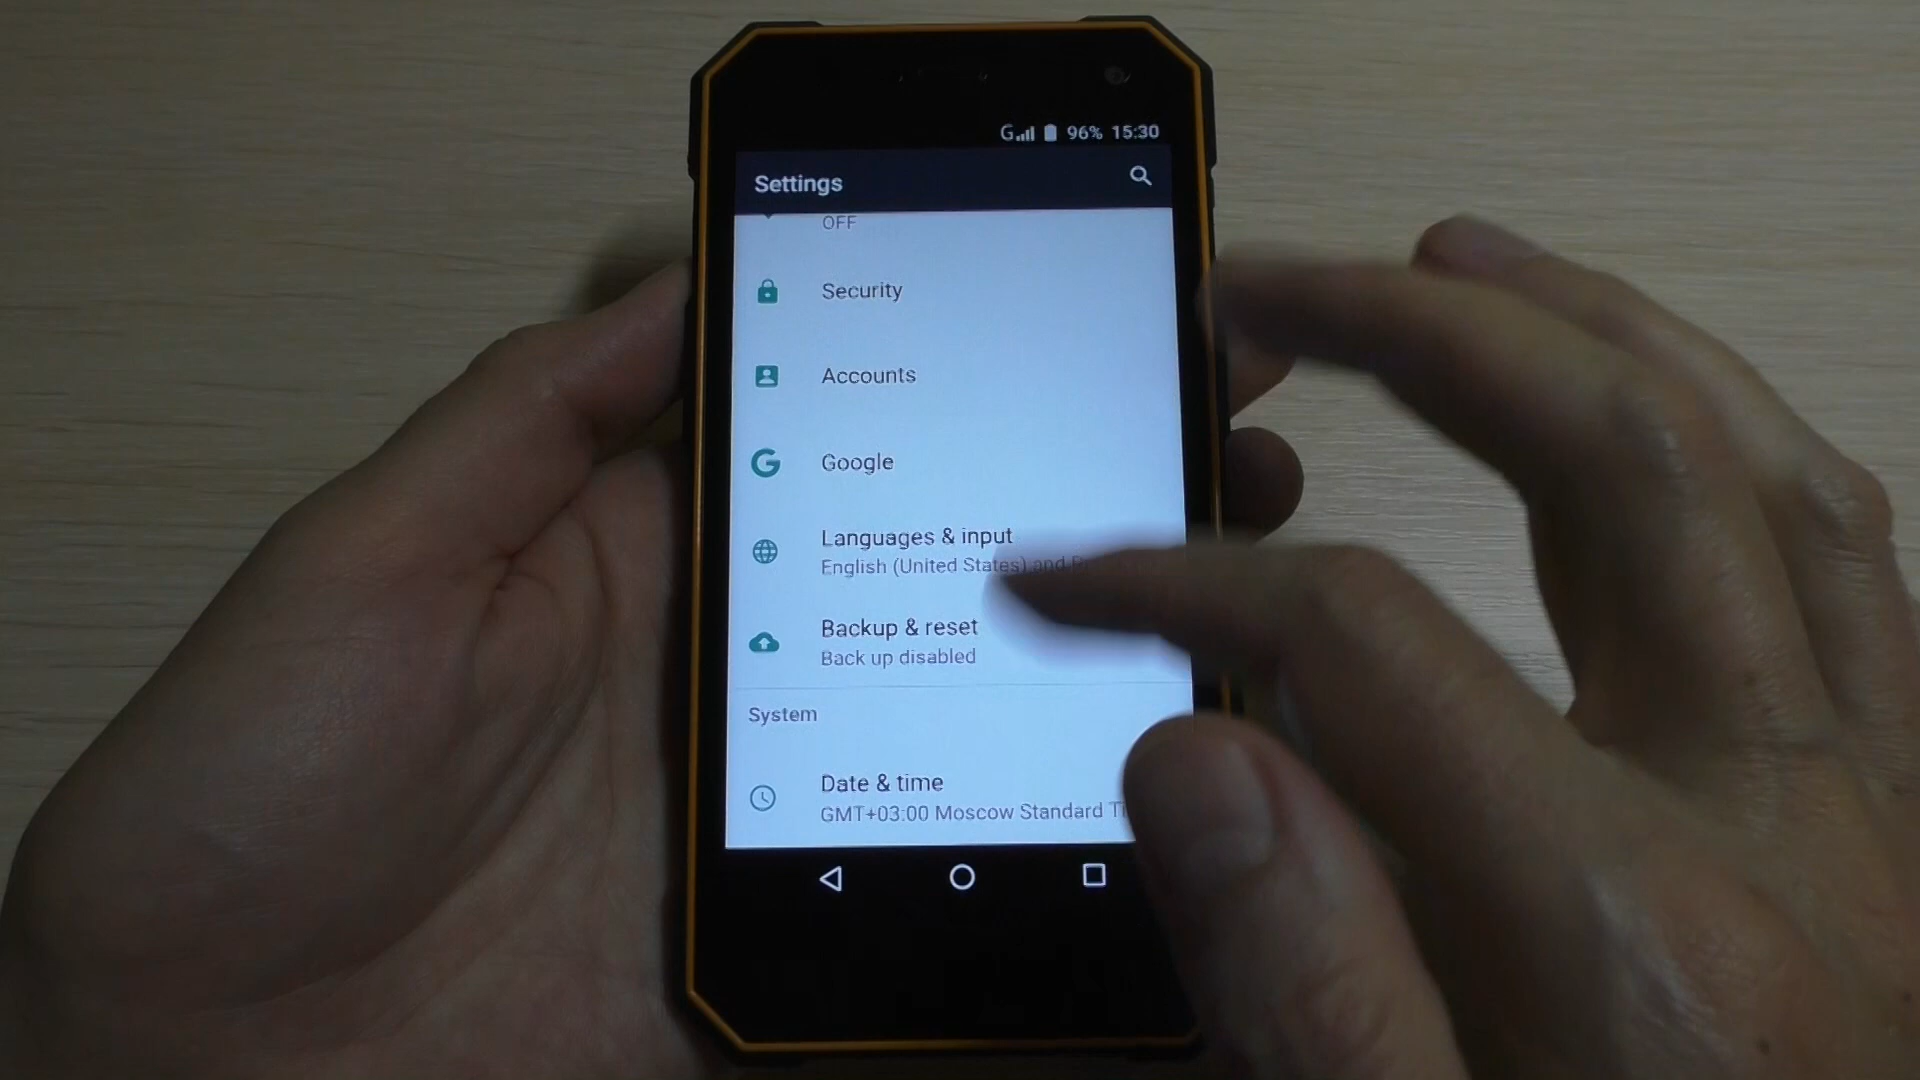 G 96% 15:30
Settings
OFF
Security
Accounts
Google
Languages & input
English (United States) and
Backup & reset
Back up disabled
System
Date & time
GMT+03:00 Moscow Standard